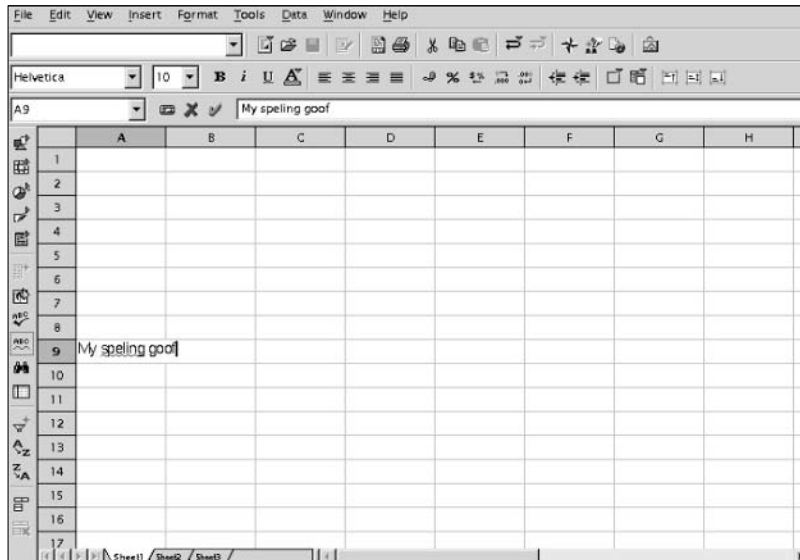 File Edit View Insert Format Tools Data Window Help
Helvetica 10 B i U A
A9 My speling goof
A B C D E F G H
1
2
3
4
5
6
7
8
9 My speling goof
10
11
12
13
14
15
16
17
Sheet1 Sheet2 Sheet3